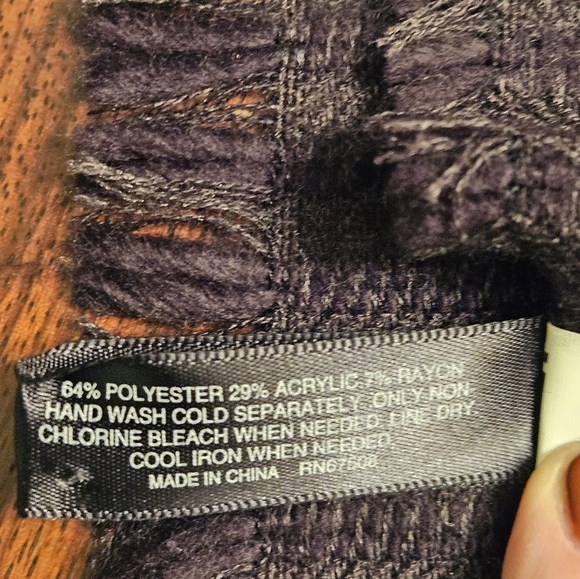 64% POLYESTER 29% ACRYLIC 7% RAYON
HAND WASH COLD SEPARATELY. ONLY NON.
CHLORINE BLEACH WHEN NEEDED. LINE DRY.
COOL IRON WHEN NEEDED.
MADE IN CHINA RN67506